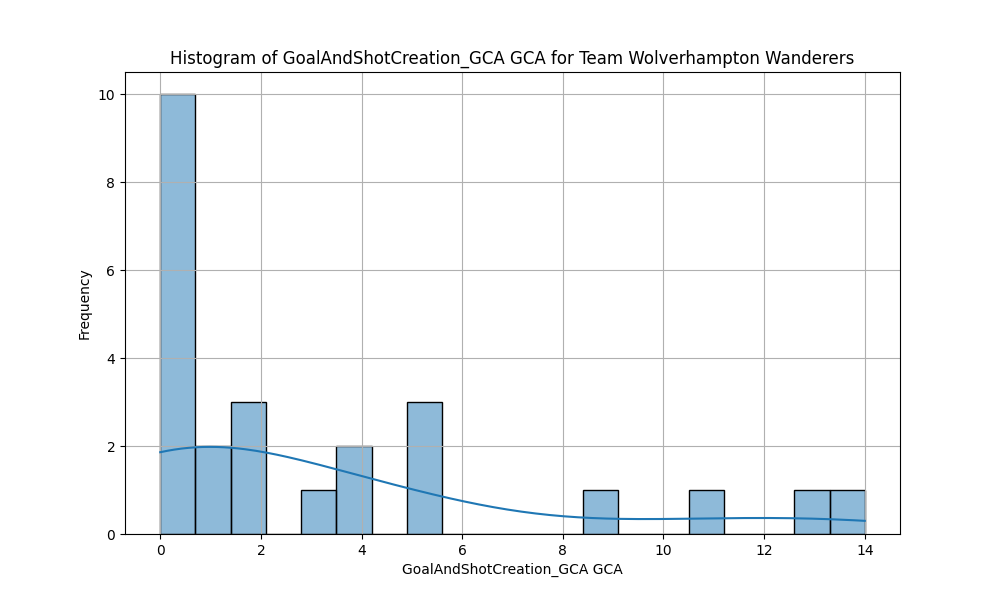 Histogram of GoalAndShotCreation_GCA GCA for Team Wolverhampton Wanderers
10
8
6
4
2
0
Frequency
0 2 4 6 8 10 12 14
GoalAndShotCreation_GCA GCA